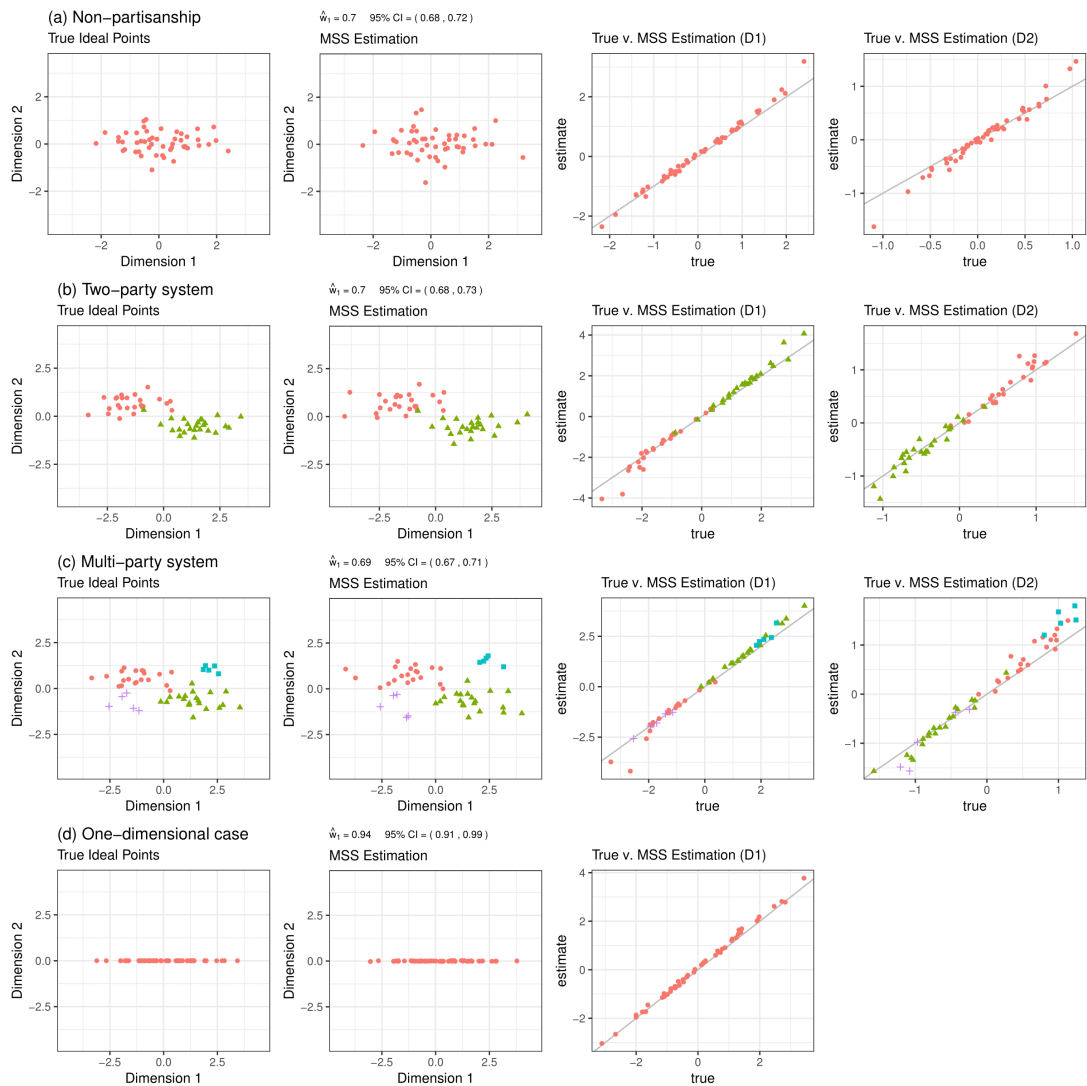 (a) Non−partisanship
True Ideal Points
ŵ1 = 0.7 95% CI = ( 0.68 , 0.72 )
MSS Estimation
True v. MSS Estimation (D1)
True v. MSS Estimation (D2)
Dimension 2
2
0
−2
−2 0 2
Dimension 1
Dimension 2
2
0
−2
−2 0 2
Dimension 1
estimate
2
0
−2
−2 −1 0 1 2
true
estimate
1
0
−1
−1.0 −0.5 0.0 0.5 1.0
true
(b) Two−party system
True Ideal Points
ŵ1 = 0.7 95% CI = ( 0.68 , 0.73 )
MSS Estimation
True v. MSS Estimation (D1)
True v. MSS Estimation (D2)
Dimension 2
2.5
0.0
−2.5
−2.5 0.0 2.5
Dimension 1
Dimension 2
2.5
0.0
−2.5
−2.5 0.0 2.5
Dimension 1
estimate
4
2
0
−2
−4
−2 0 2
true
estimate
1
0
−1
−1 0 1
true
(c) Multi−party system
True Ideal Points
ŵ1 = 0.69 95% CI = ( 0.67 , 0.71 )
MSS Estimation
True v. MSS Estimation (D1)
True v. MSS Estimation (D2)
Dimension 2
2.5
0.0
−2.5
−2.5 0.0 2.5
Dimension 1
Dimension 2
2.5
0.0
−2.5
−2.5 0.0 2.5
Dimension 1
estimate
2.5
0.0
−2.5
−2 0 2
true
estimate
1
0
−1
−1 0 1
true
(d) One−dimensional case
True Ideal Points
ŵ1 = 0.94 95% CI = ( 0.91 , 0.99 )
MSS Estimation
True v. MSS Estimation (D1)
Dimension 2
2.5
0.0
−2.5
−2.5 0.0 2.5
Dimension 1
Dimension 2
2.5
0.0
−2.5
−2.5 0.0 2.5
Dimension 1
estimate
4
2
0
−2
−2 0 2
true